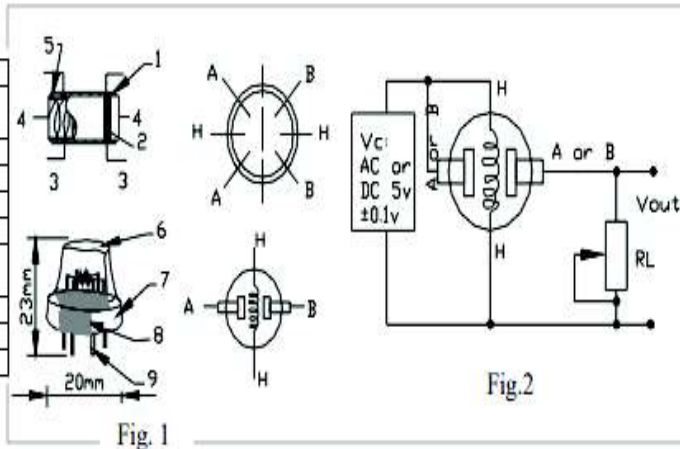 5
1
4
4
2
3
3
A
B
H
H
A
B
6
7
8
9
23mm
20mm
H
A
B
H
Fig. 1
H
Vc:
AC or
DC 5v
±0.1v
A or B
A or B
Vout
H
RL
Fig.2